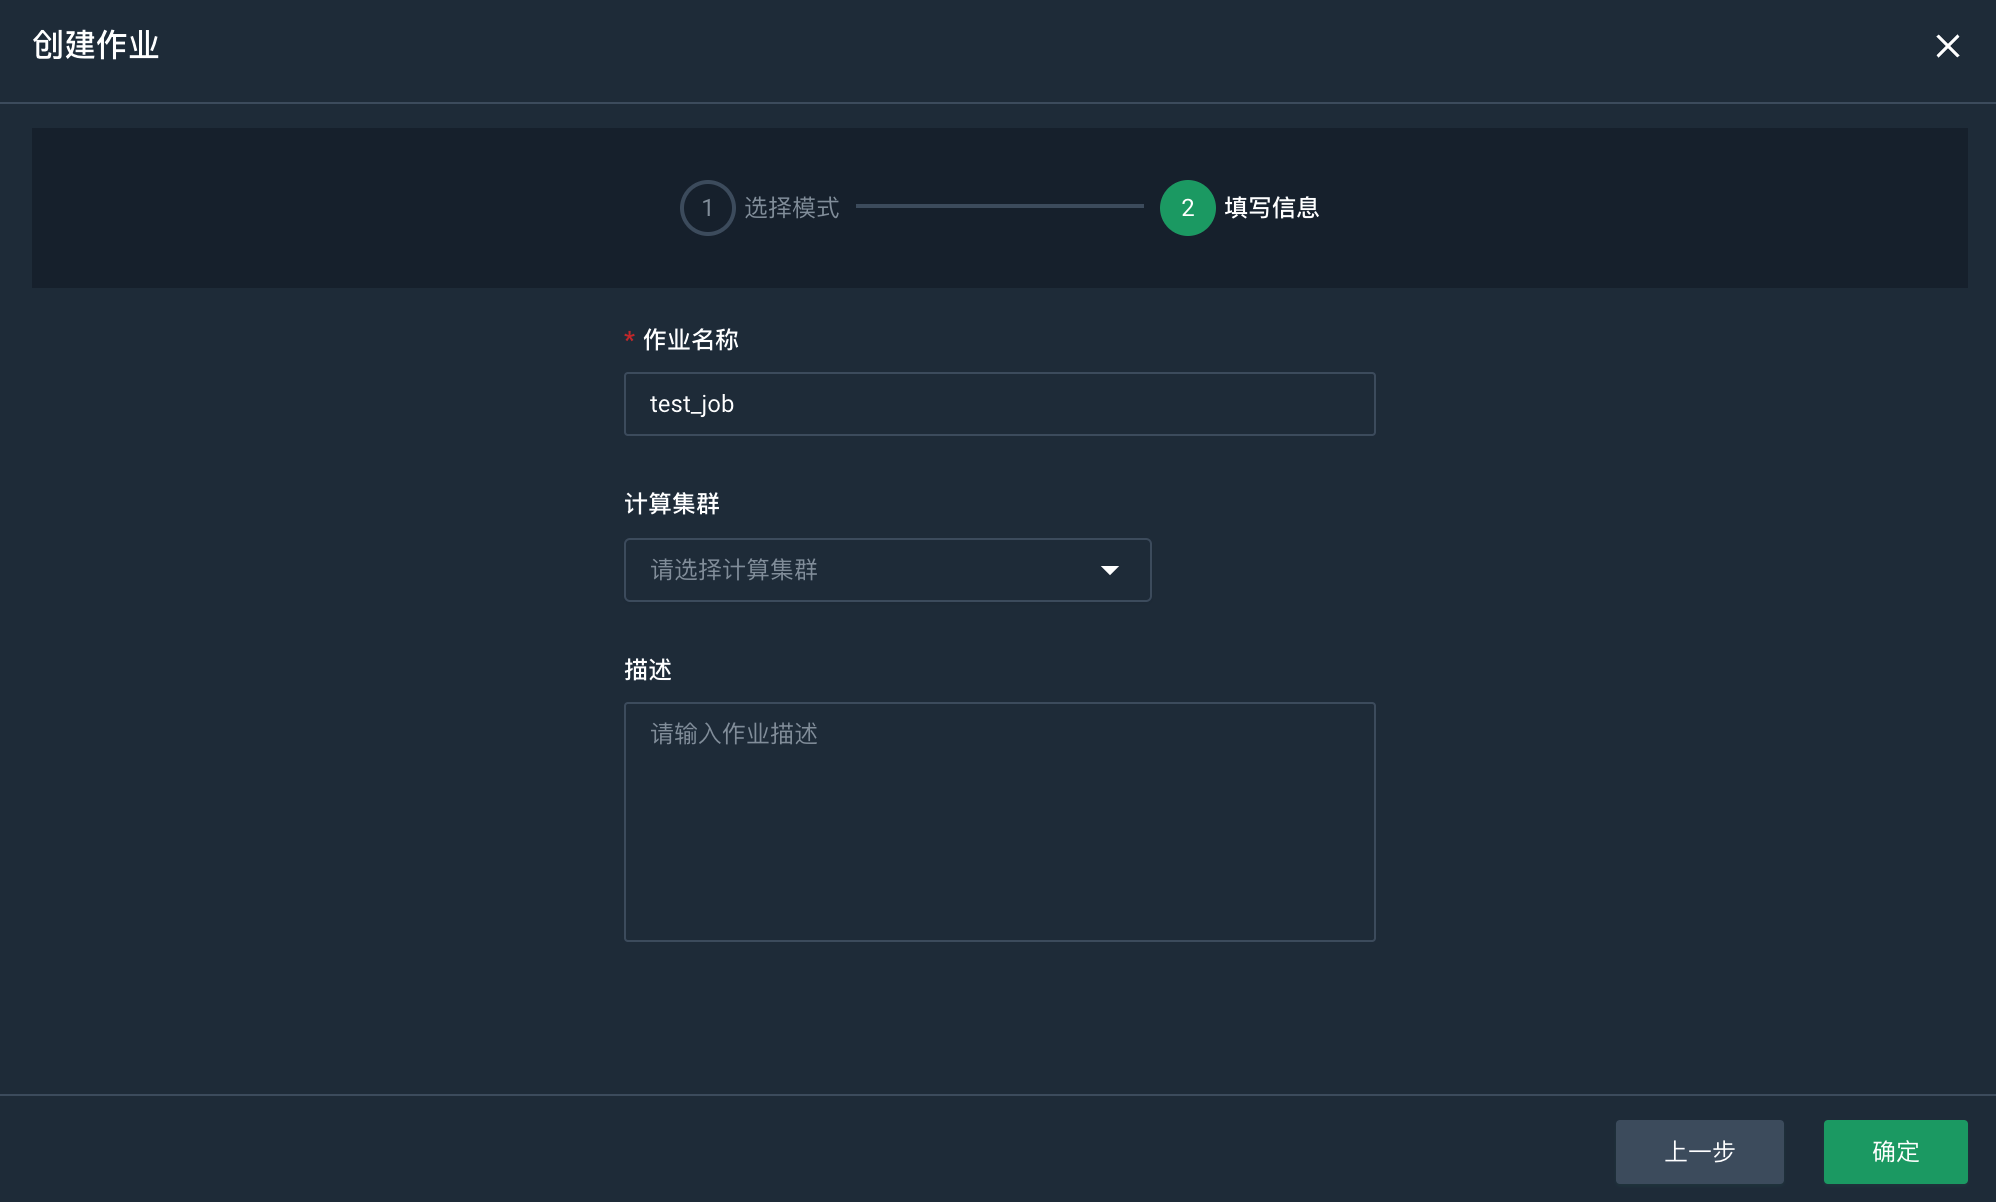 创建作业
1 选择模式 2 填写信息
* 作业名称
test_job
计算集群
请选择计算集群
描述
请输入作业描述
上一步 确定